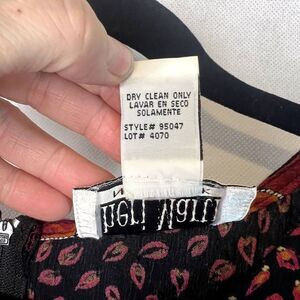 DRY CLEAN ONLY
LAVAR EN SECO
SOLAMENTE
STYLE# 95047
LOT# 4070